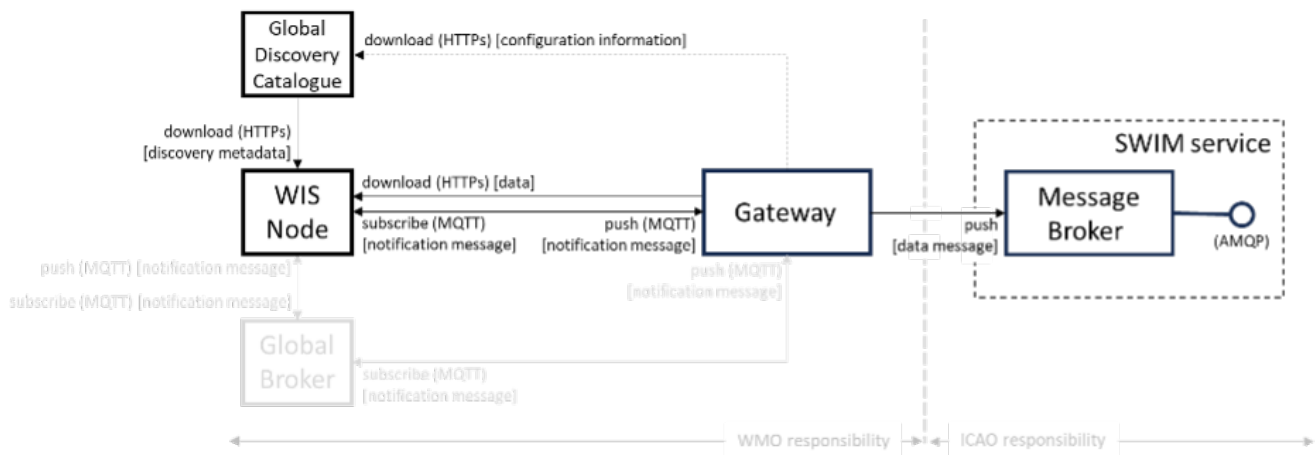 Global
Discovery
Catalogue
download (HTTPs) [configuration information]
download (HTTPs)
[discovery metadata]
SWIM service
WIS
Node
download (HTTPs) [data]
subscribe (MQTT)
[notification message]
push (MQTT)
[notification message]
Gateway
push
[data message]
Message
Broker
(AMQP)
push (MQTT) [notification message]
subscribe (MQTT) [notification message]
push (MQTT)
[notification message]
Global
Broker
subscribe (MQTT)
[notification message]
WMO responsibility
ICAO responsibility